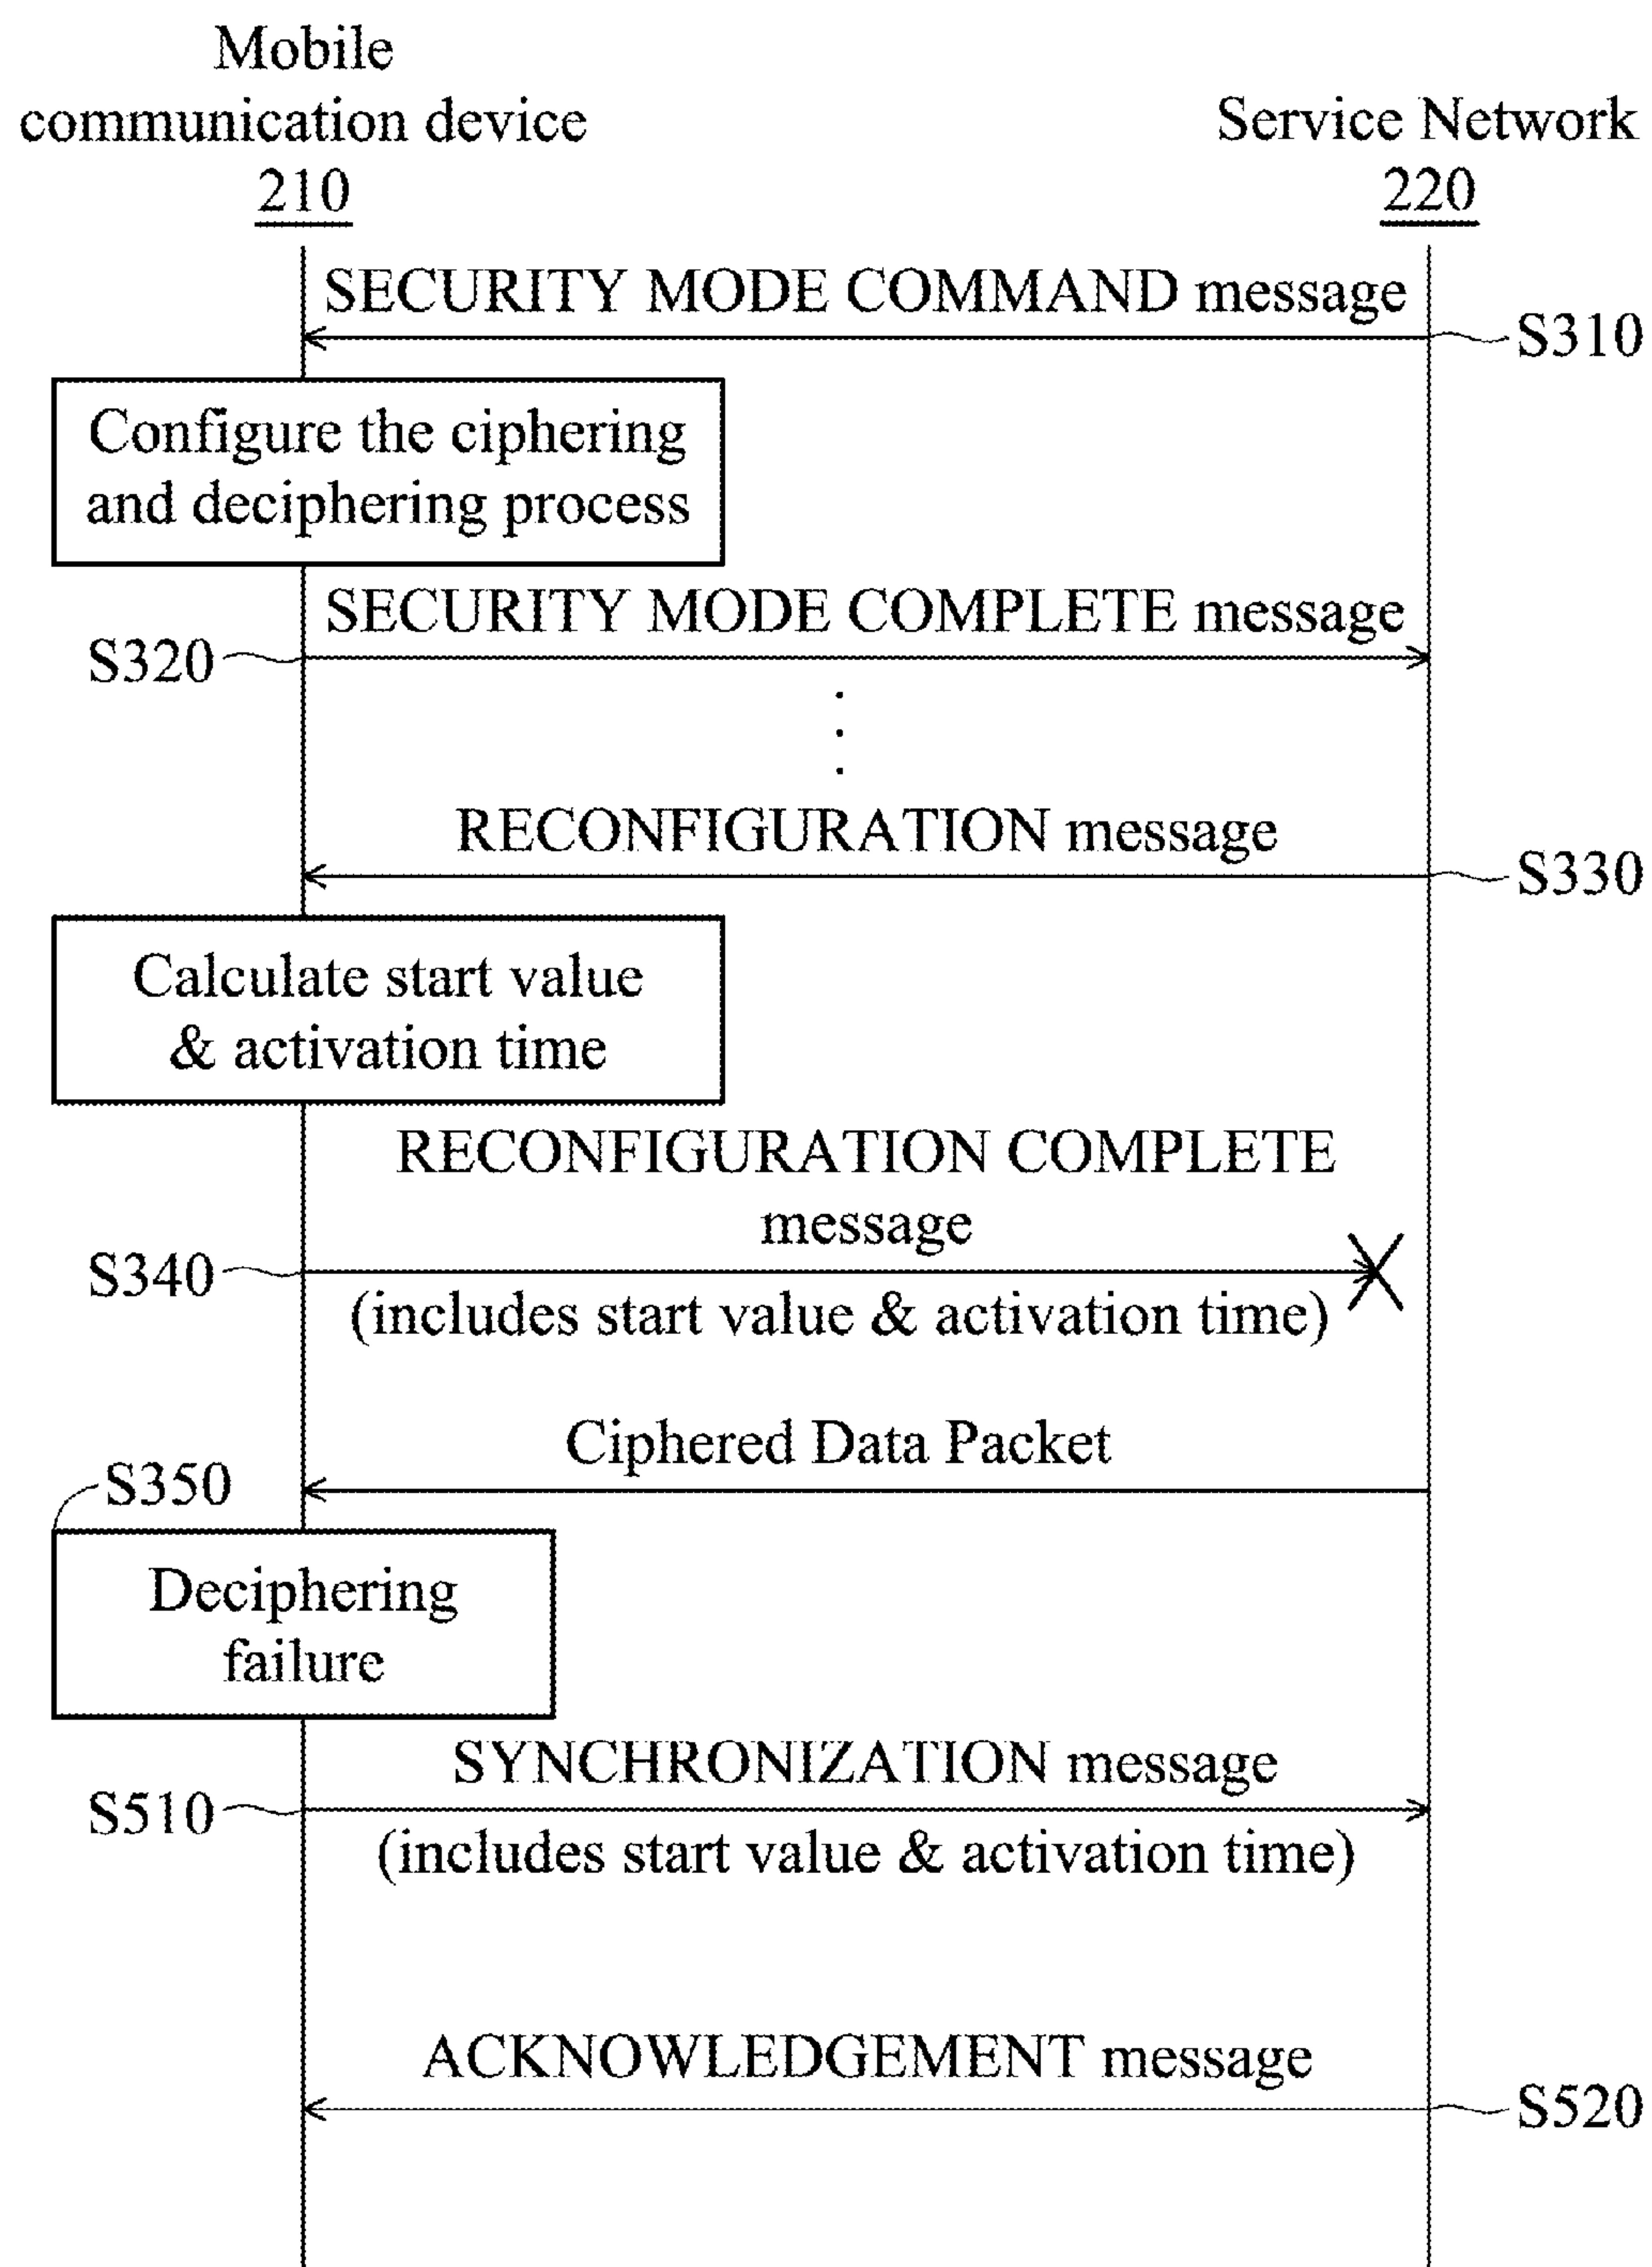 Mobile
communication device
210
Service Network
220
SECURITY MODE COMMAND message
S310
Configure the ciphering
and deciphering process
SECURITY MODE COMPLETE message
S320
RECONFIGURATION message
S330
Calculate start value
& activation time
RECONFIGURATION COMPLETE
message
S340
(includes start value & activation time)
Ciphered Data Packet
S350
Deciphering
failure
SYNCHRONIZATION message
S510
(includes start value & activation time)
ACKNOWLEDGEMENT message
S520